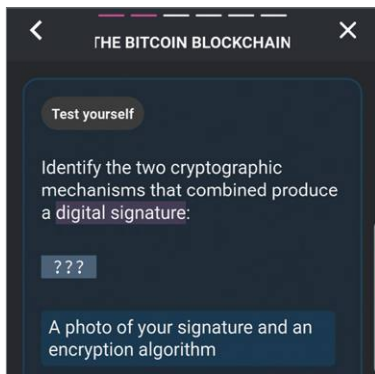 THE BITCOIN BLOCKCHAIN
Test yourself
Identify the two cryptographic
mechanisms that combined produce
a digital signature:
???
A photo of your signature and an
encryption algorithm